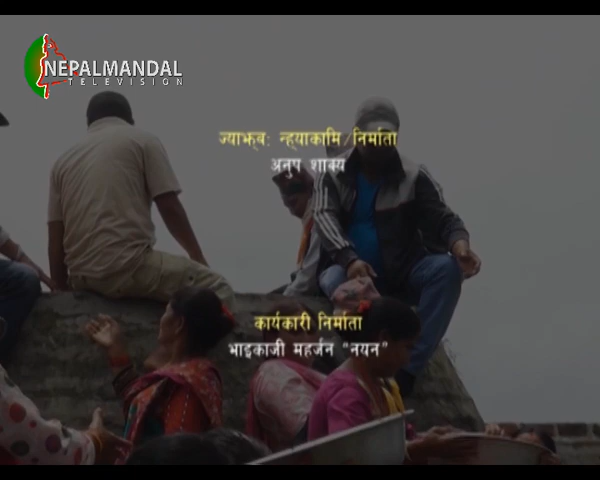 NEPALMANDAL
TELEVISION
ज्याझ्वः न्ह्याकामि/निर्माता
अनुप शाक्य
कार्यकारी निर्माता
भाइकाजी महर्जन "नयन"